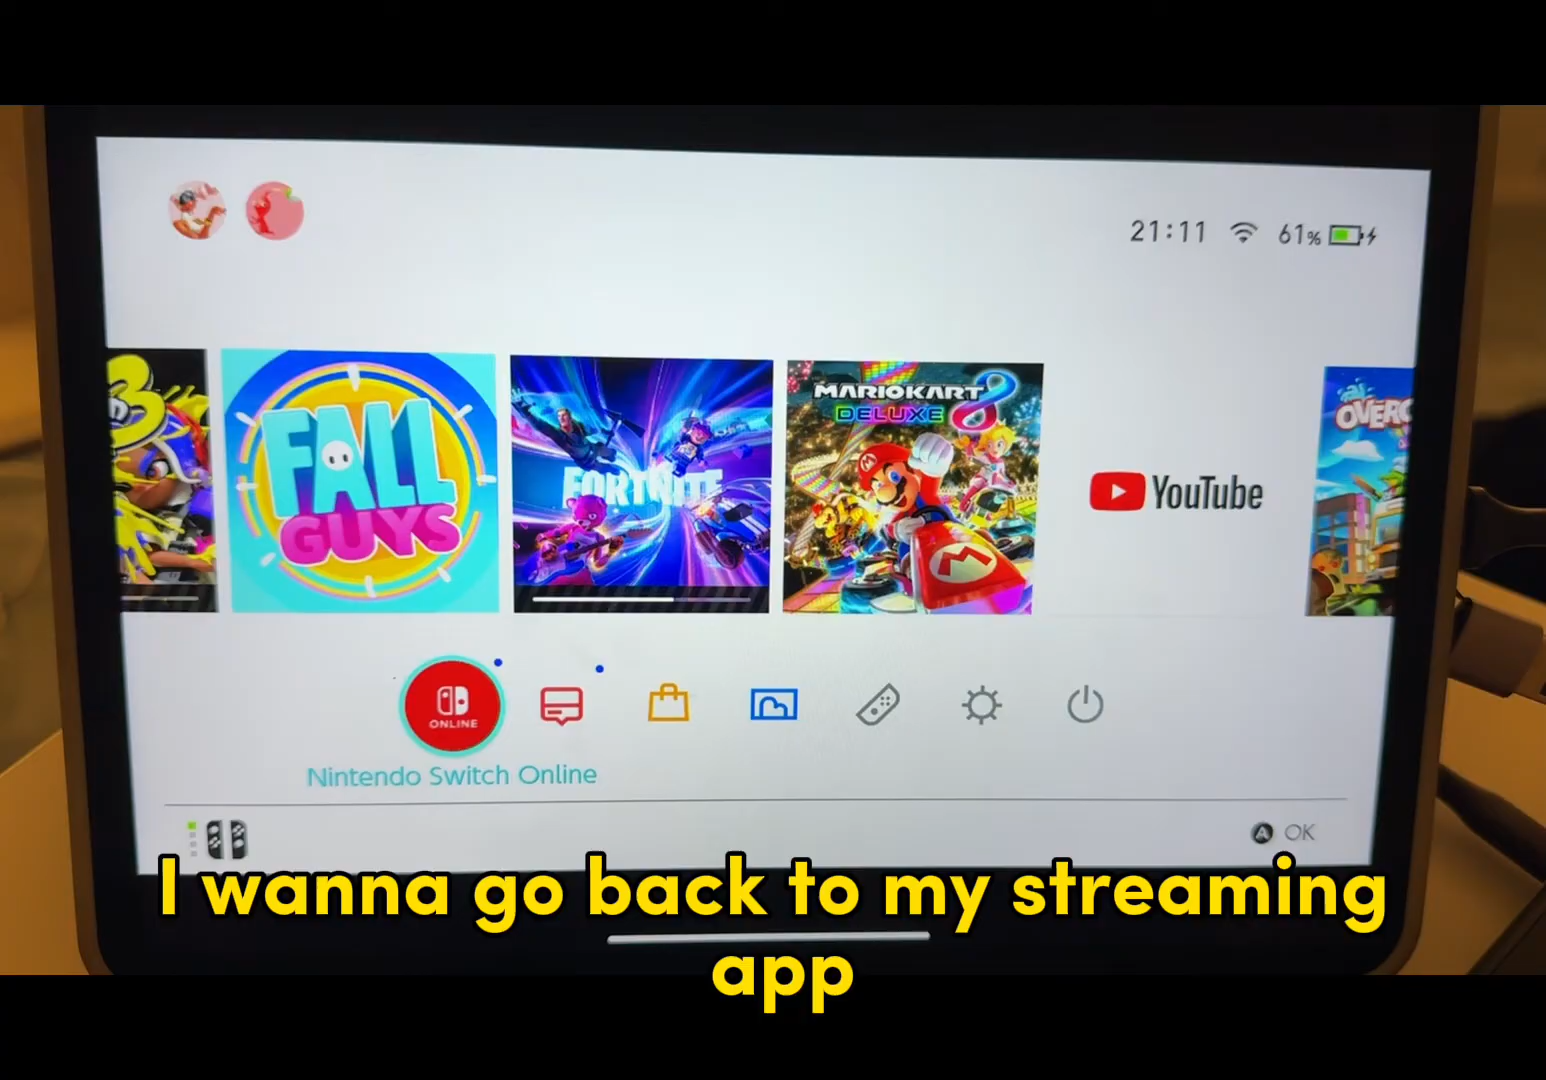 21:11 61%
3
FALL
GUYS
FORTNITE
MARIOKART 8
DELUXE
M
YouTube
ONLINE
Nintendo Switch Online
A OK
I wanna go back to my streaming
app